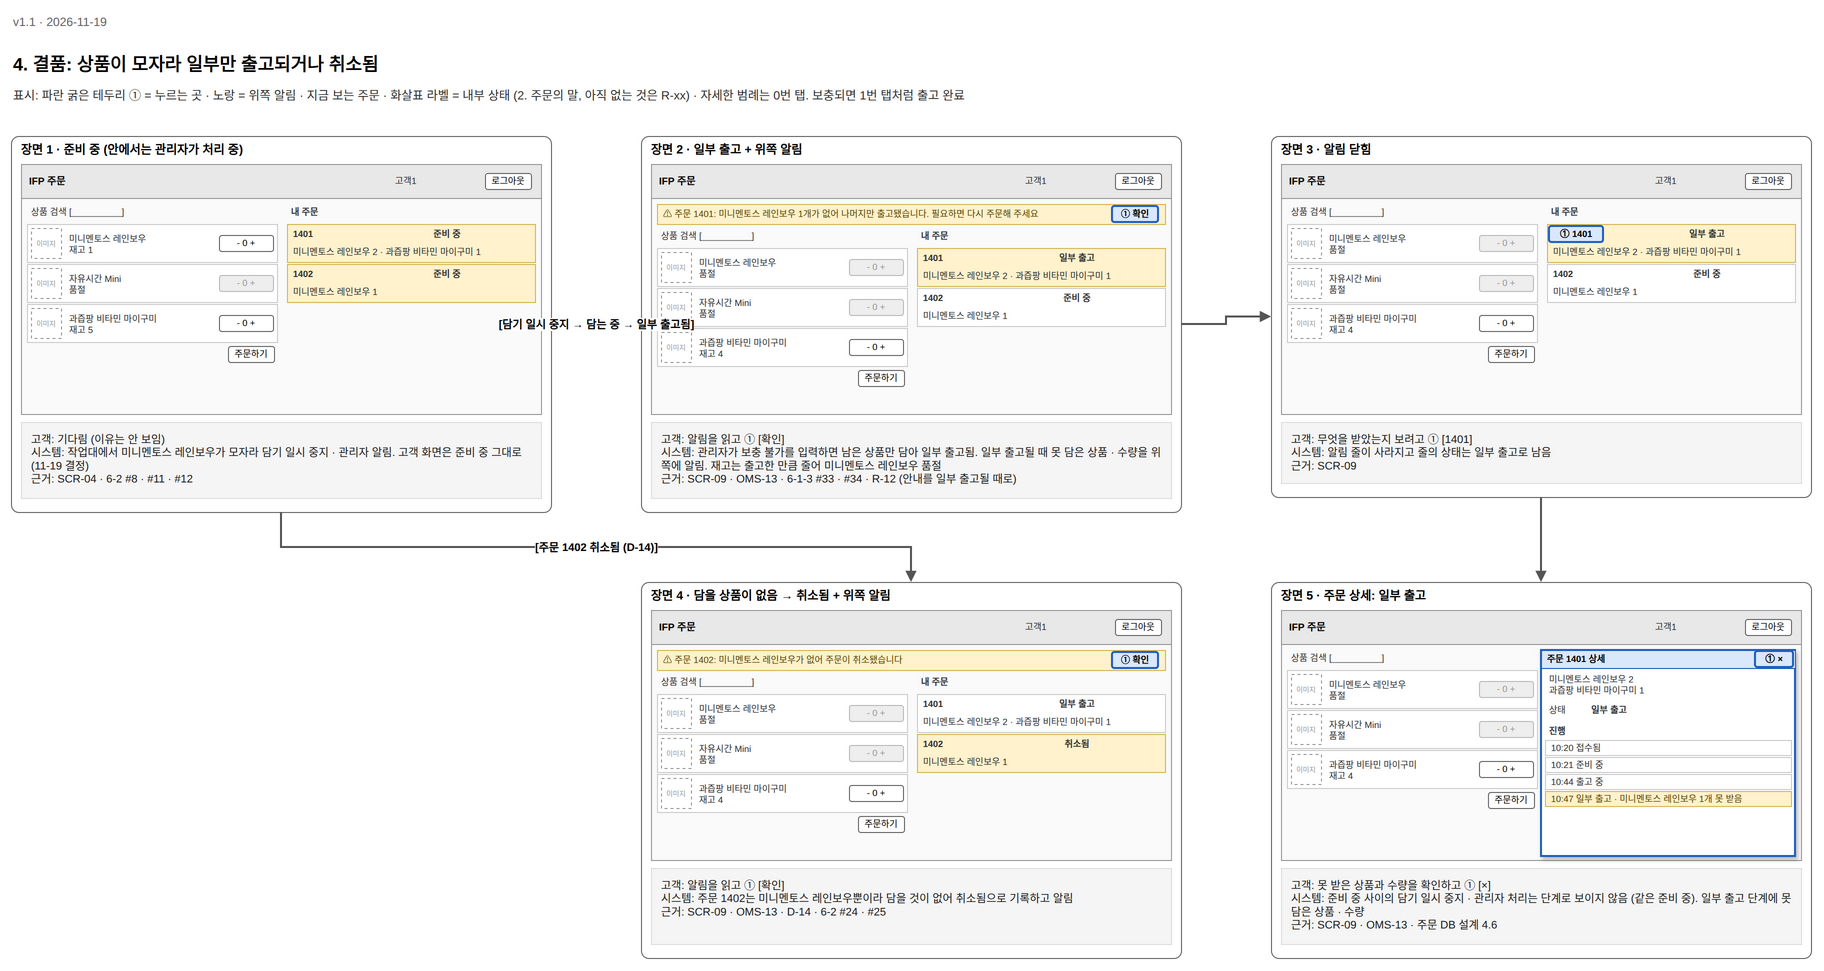 v1.1 · 2026-11-19
4. 결품: 상품이 모자라 일부만 출고되거나 취소됨
표시: 파란 굵은 테두리 ① = 누르는 곳 · 노랑 = 위쪽 알림 · 지금 보는 주문 · 화살표 라벨 = 내부 상태 (2. 주문의 말, 아직 없는 것은 R-xx) · 자세한 범례는 0번 탭. 보충되면 1번 탭처럼 출고 완료
장면 1 · 준비 중 (안에서는 관리자가 처리 중)
IFP 주문
고객1
로그아웃
상품 검색 [__________]
내 주문
이미지
미니멘토스 레인보우
재고 1
- 0 +
이미지
자유시간 Mini
품절
- 0 +
이미지
과즙팡 비타민 마이구미
재고 5
- 0 +
주문하기
1401 준비 중
미니멘토스 레인보우 2 · 과즙팡 비타민 마이구미 1
1402 준비 중
미니멘토스 레인보우 1
고객: 기다림 (이유는 안 보임)
시스템: 작업대에서 미니멘토스 레인보우가 모자라 담기 일시 중지 · 관리자 알림. 고객 화면은 준비 중 그대로
(11-19 결정)
근거: SCR-04 · 6-2 #8 · #11 · #12
[담기 일시 중지 → 담는 중 → 일부 출고됨]
장면 2 · 일부 출고 + 위쪽 알림
IFP 주문
고객1
로그아웃
⚠ 주문 1401: 미니멘토스 레인보우 1개가 없어 나머지만 출고됐습니다. 필요하면 다시 주문해 주세요
① 확인
상품 검색 [__________]
내 주문
이미지
미니멘토스 레인보우
품절
- 0 +
이미지
자유시간 Mini
품절
- 0 +
이미지
과즙팡 비타민 마이구미
재고 4
- 0 +
주문하기
1401 일부 출고
미니멘토스 레인보우 2 · 과즙팡 비타민 마이구미 1
1402 준비 중
미니멘토스 레인보우 1
고객: 알림을 읽고 ① [확인]
시스템: 관리자가 보충 불가를 입력하면 남은 상품만 담아 일부 출고됨. 일부 출고될 때 못 담은 상품 · 수량을 위
쪽에 알림. 재고는 출고한 만큼 줄어 미니멘토스 레인보우 품절
근거: SCR-09 · OMS-13 · 6-1-3 #33 · #34 · R-12 (안내를 일부 출고될 때로)
장면 3 · 알림 닫힘
IFP 주문
고객1
로그아웃
상품 검색 [__________]
내 주문
이미지
미니멘토스 레인보우
품절
- 0 +
이미지
자유시간 Mini
품절
- 0 +
이미지
과즙팡 비타민 마이구미
재고 4
- 0 +
주문하기
① 1401 일부 출고
미니멘토스 레인보우 2 · 과즙팡 비타민 마이구미 1
1402 준비 중
미니멘토스 레인보우 1
고객: 무엇을 받았는지 보려고 ① [1401]
시스템: 알림 줄이 사라지고 줄의 상태는 일부 출고로 남음
근거: SCR-09
[주문 1402 취소됨 (D-14)]
장면 4 · 담을 상품이 없음 → 취소됨 + 위쪽 알림
IFP 주문
고객1
로그아웃
⚠ 주문 1402: 미니멘토스 레인보우가 없어 주문이 취소됐습니다
① 확인
상품 검색 [__________]
내 주문
이미지
미니멘토스 레인보우
품절
- 0 +
이미지
자유시간 Mini
품절
- 0 +
이미지
과즙팡 비타민 마이구미
재고 4
- 0 +
주문하기
1401 일부 출고
미니멘토스 레인보우 2 · 과즙팡 비타민 마이구미 1
1402 취소됨
미니멘토스 레인보우 1
고객: 알림을 읽고 ① [확인]
시스템: 주문 1402는 미니멘토스 레인보우뿐이라 담을 것이 없어 취소됨으로 기록하고 알림
근거: SCR-09 · OMS-13 · D-14 · 6-2 #24 · #25
장면 5 · 주문 상세: 일부 출고
IFP 주문
고객1
로그아웃
상품 검색 [__________]
이미지
미니멘토스 레인보우
품절
- 0 +
이미지
자유시간 Mini
품절
- 0 +
이미지
과즙팡 비타민 마이구미
재고 4
- 0 +
주문하기
주문 1401 상세
① ×
미니멘토스 레인보우 2
과즙팡 비타민 마이구미 1
상태 일부 출고
진행
10:20 접수됨
10:21 준비 중
10:44 출고 중
10:47 일부 출고 · 미니멘토스 레인보우 1개 못 받음
고객: 못 받은 상품과 수량을 확인하고 ① [×]
시스템: 준비 중 사이의 담기 일시 중지 · 관리자 처리는 단계로 보이지 않음 (같은 준비 중). 일부 출고 단계에 못
담은 상품 · 수량
근거: SCR-09 · OMS-13 · 주문 DB 설계 4.6